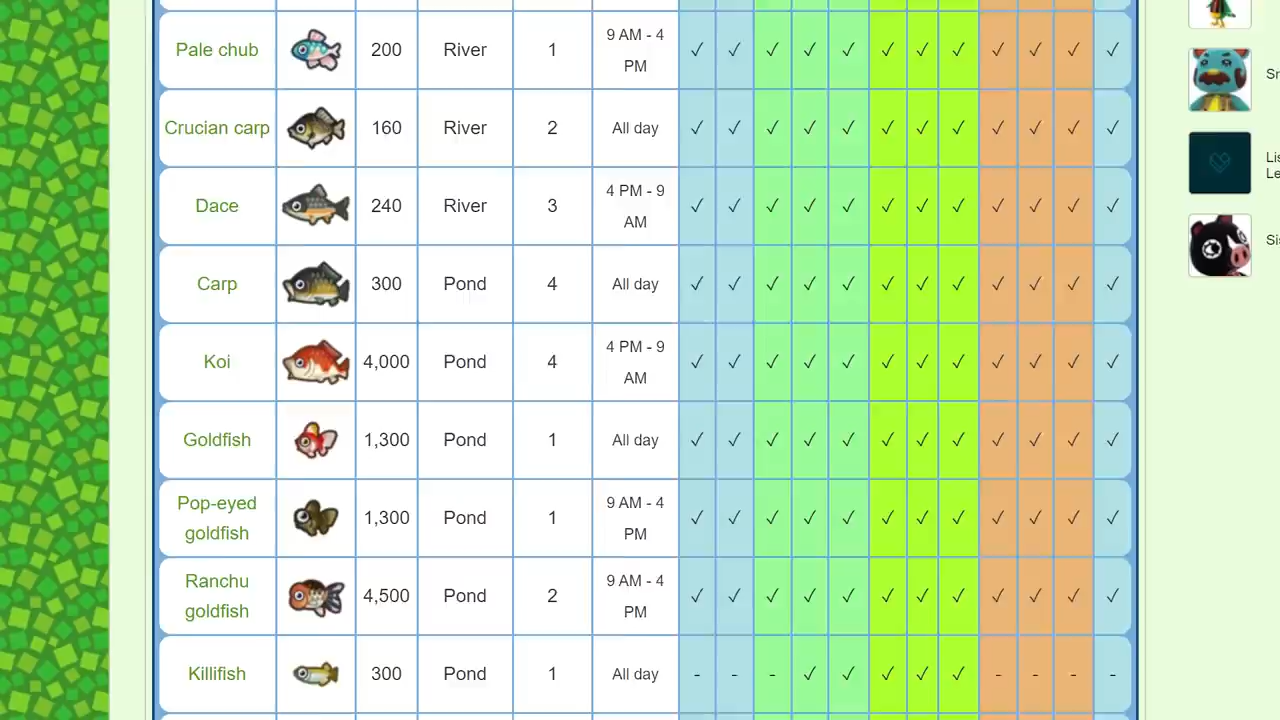 Pale chub 200 River 1 9 AM - 4 PM ✓ ✓ ✓ ✓ ✓ ✓ ✓ ✓ ✓ ✓ ✓ ✓
Crucian carp 160 River 2 All day ✓ ✓ ✓ ✓ ✓ ✓ ✓ ✓ ✓ ✓ ✓ ✓
Dace 240 River 3 4 PM - 9 AM ✓ ✓ ✓ ✓ ✓ ✓ ✓ ✓ ✓ ✓ ✓ ✓
Carp 300 Pond 4 All day ✓ ✓ ✓ ✓ ✓ ✓ ✓ ✓ ✓ ✓ ✓ ✓
Koi 4,000 Pond 4 4 PM - 9 AM ✓ ✓ ✓ ✓ ✓ ✓ ✓ ✓ ✓ ✓ ✓ ✓
Goldfish 1,300 Pond 1 All day ✓ ✓ ✓ ✓ ✓ ✓ ✓ ✓ ✓ ✓ ✓ ✓
Pop-eyed goldfish 1,300 Pond 1 9 AM - 4 PM ✓ ✓ ✓ ✓ ✓ ✓ ✓ ✓ ✓ ✓ ✓ ✓
Ranchu goldfish 4,500 Pond 2 9 AM - 4 PM ✓ ✓ ✓ ✓ ✓ ✓ ✓ ✓ ✓ ✓ ✓ ✓
Killifish 300 Pond 1 All day - - - ✓ ✓ ✓ ✓ ✓ - - - -